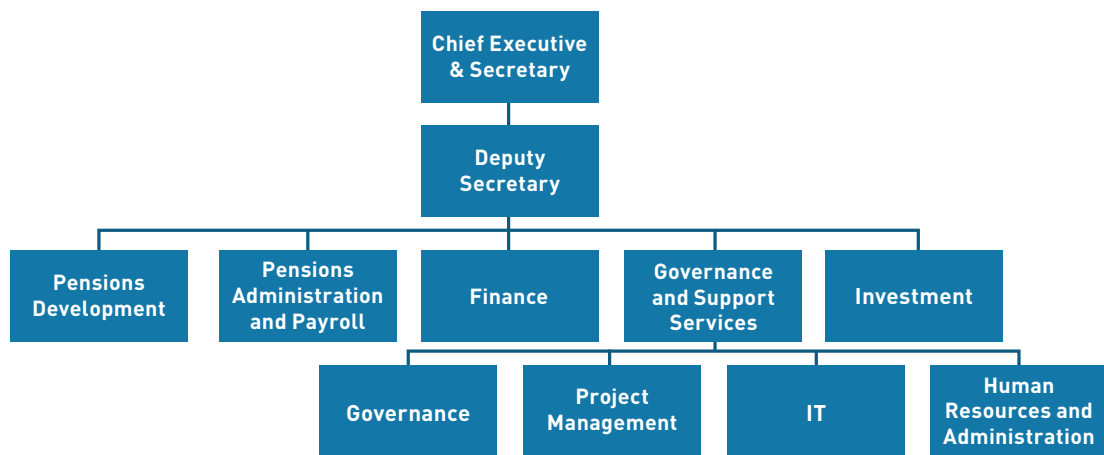 Chief Executive
& Secretary
Deputy
Secretary
Pensions
Development
Pensions
Administration
and Payroll
Finance
Governance
and Support
Services
Investment
Governance
Project
Management
IT
Human
Resources and
Administration